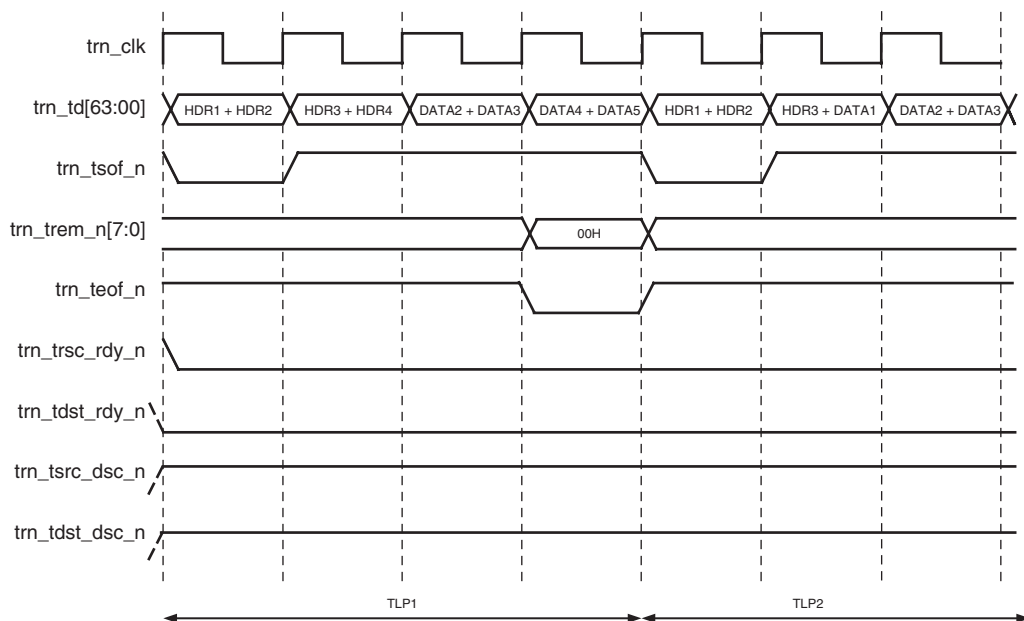 trn_clk
trn_td[63:00] HDR1 + HDR2 HDR3 + HDR4 DATA2 + DATA3 DATA4 + DATA5 HDR1 + HDR2 HDR3 + DATA1 DATA2 + DATA3
trn_tsof_n
trn_trem_n[7:0] 00H
trn_teof_n
trn_trsc_rdy_n
trn_tdst_rdy_n
trn_tsrc_dsc_n
trn_tdst_dsc_n
TLP1 TLP2